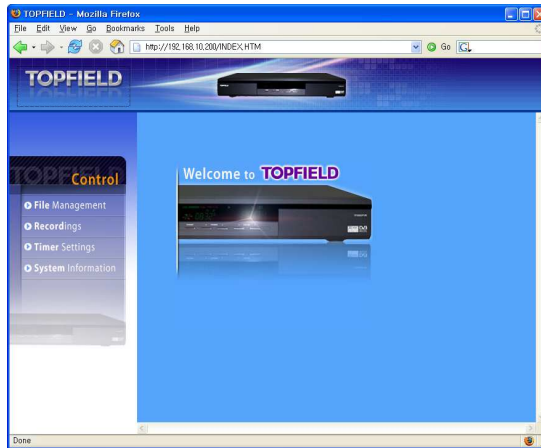 TOPFIELD - Mozilla Firefox
File Edit View Go Bookmarks Tools Help
http://192.168.10.200/INDEX.HTM
Go
TOPFIELD
TOPFIELD
Control
File Management
Recordings
Timer Settings
System Information
Welcome to TOPFIELD
Done